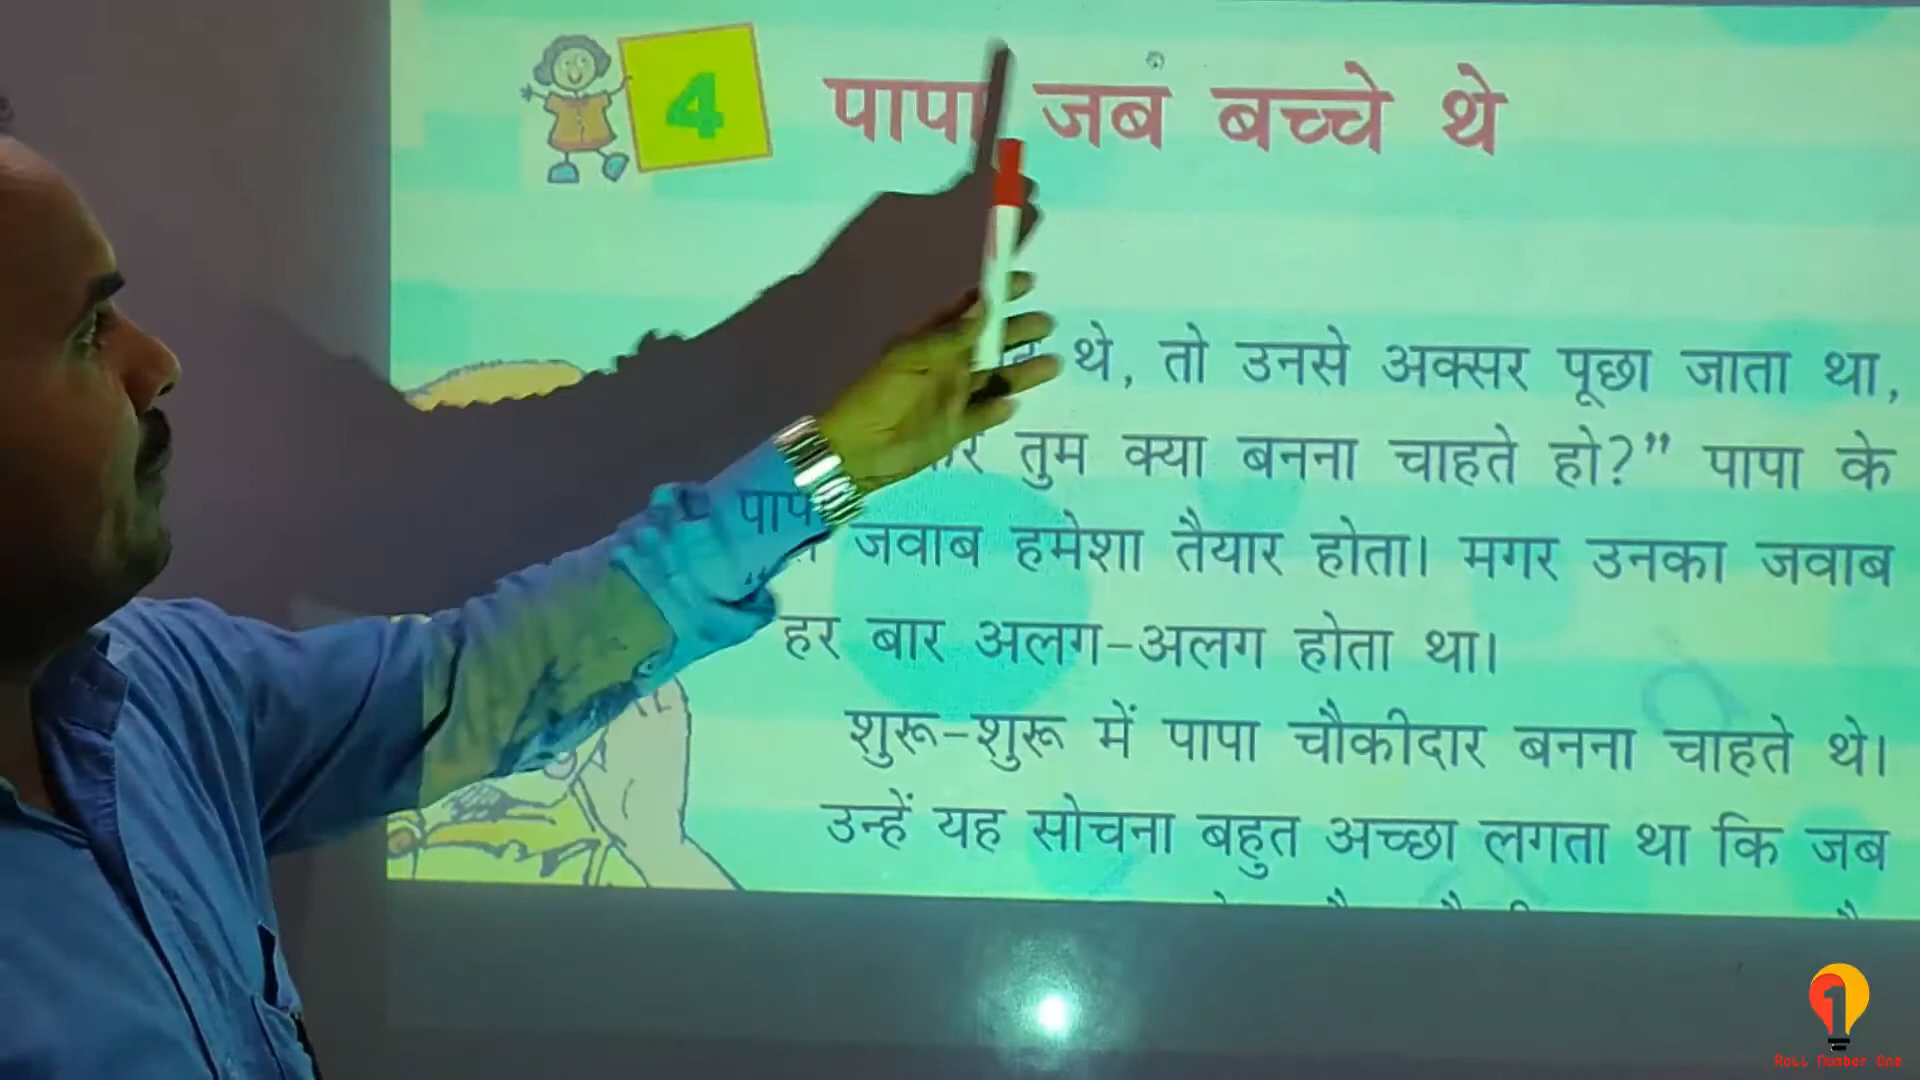 4
पापा जब बच्चे थे
थे, तो उनसे अक्सर पूछा जाता था,
तुम क्या बनना चाहते हो?” पापा के
जवाब हमेशा तैयार होता। मगर उनका जवाब
हर बार अलग-अलग होता था।
शुरू-शुरू में पापा चौकीदार बनना चाहते थे।
उन्हें यह सोचना बहुत अच्छा लगता था कि जब
1
Roll Number One